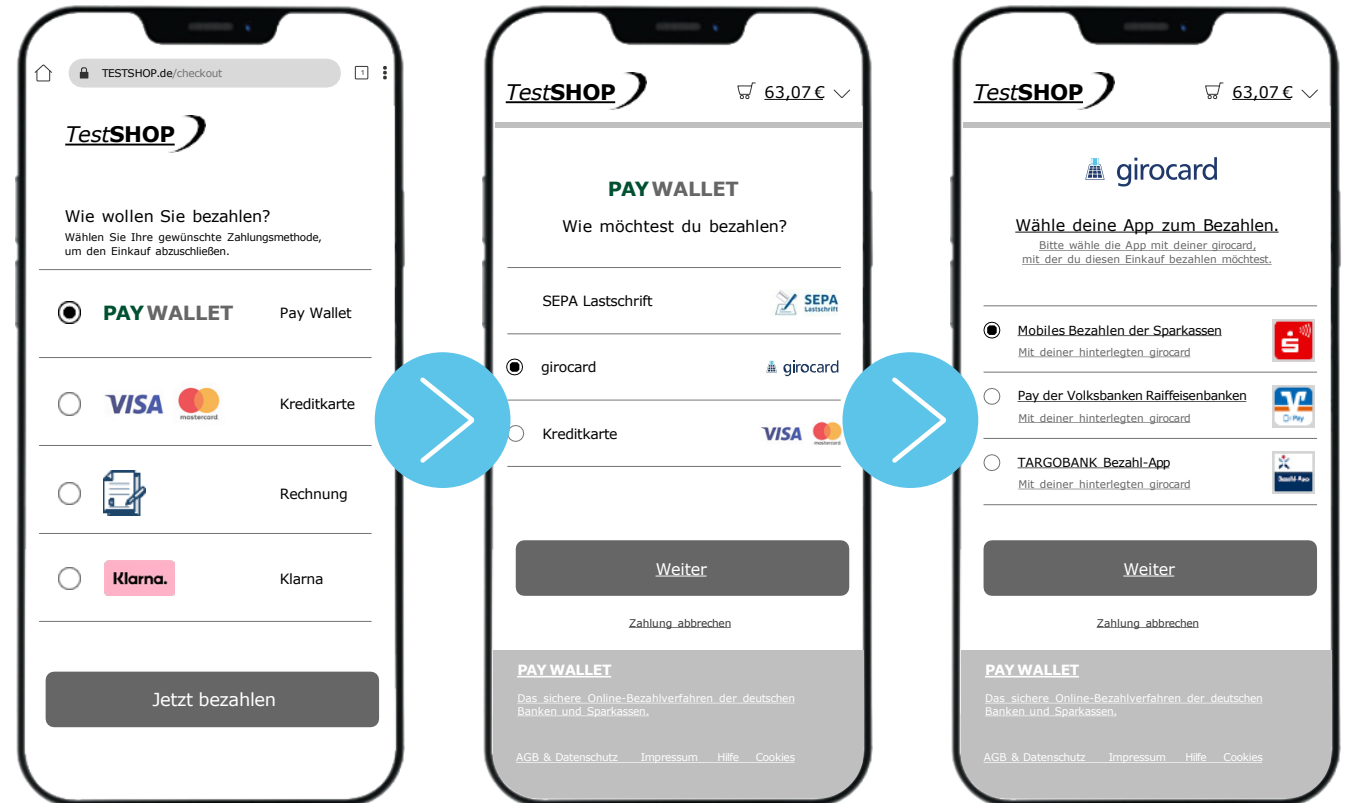 TESTSHOP.de/checkout
1
TestSHOP
Wie wollen Sie bezahlen?
Wählen Sie Ihre gewünschte Zahlungsmethode,
um den Einkauf abzuschließen.
PAY WALLET Pay Wallet
VISA mastercard. Kreditkarte
Rechnung
Klarna. Klarna
Jetzt bezahlen
TestSHOP 63,07 €
PAY WALLET
Wie möchtest du bezahlen?
SEPA Lastschrift SEPA
Lastschrift
girocard girocard
Kreditkarte VISA mastercard
Weiter
Zahlung abbrechen
PAY WALLET
Das sichere Online-Bezahlverfahren der deutschen
Banken und Sparkassen.
AGB & Datenschutz Impressum Hilfe Cookies
TestSHOP 63,07 €
girocard
Wähle deine App zum Bezahlen.
Bitte wähle die App mit deiner girocard,
mit der du diesen Einkauf bezahlen möchtest.
Mobiles Bezahlen der Sparkassen
Mit deiner hinterlegten girocard
Pay der Volksbanken Raiffeisenbanken
Mit deiner hinterlegten girocard
Pay
TARGOBANK Bezahl-App
Mit deiner hinterlegten girocard
Bezahl-App
Weiter
Zahlung abbrechen
PAY WALLET
Das sichere Online-Bezahlverfahren der deutschen
Banken und Sparkassen.
AGB & Datenschutz Impressum Hilfe Cookies